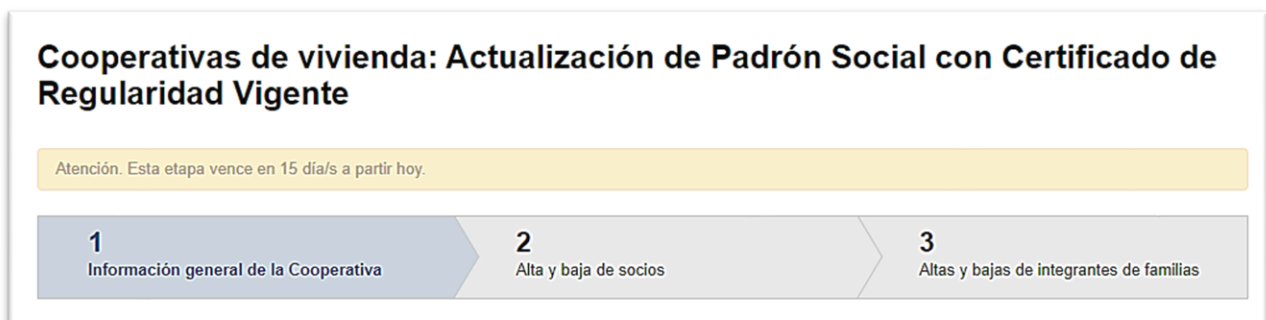 Cooperativas de vivienda: Actualización de Padrón Social con Certificado de
Regularidad Vigente
Atención. Esta etapa vence en 15 día/s a partir hoy.
1
Información general de la Cooperativa
2
Alta y baja de socios
3
Altas y bajas de integrantes de familias